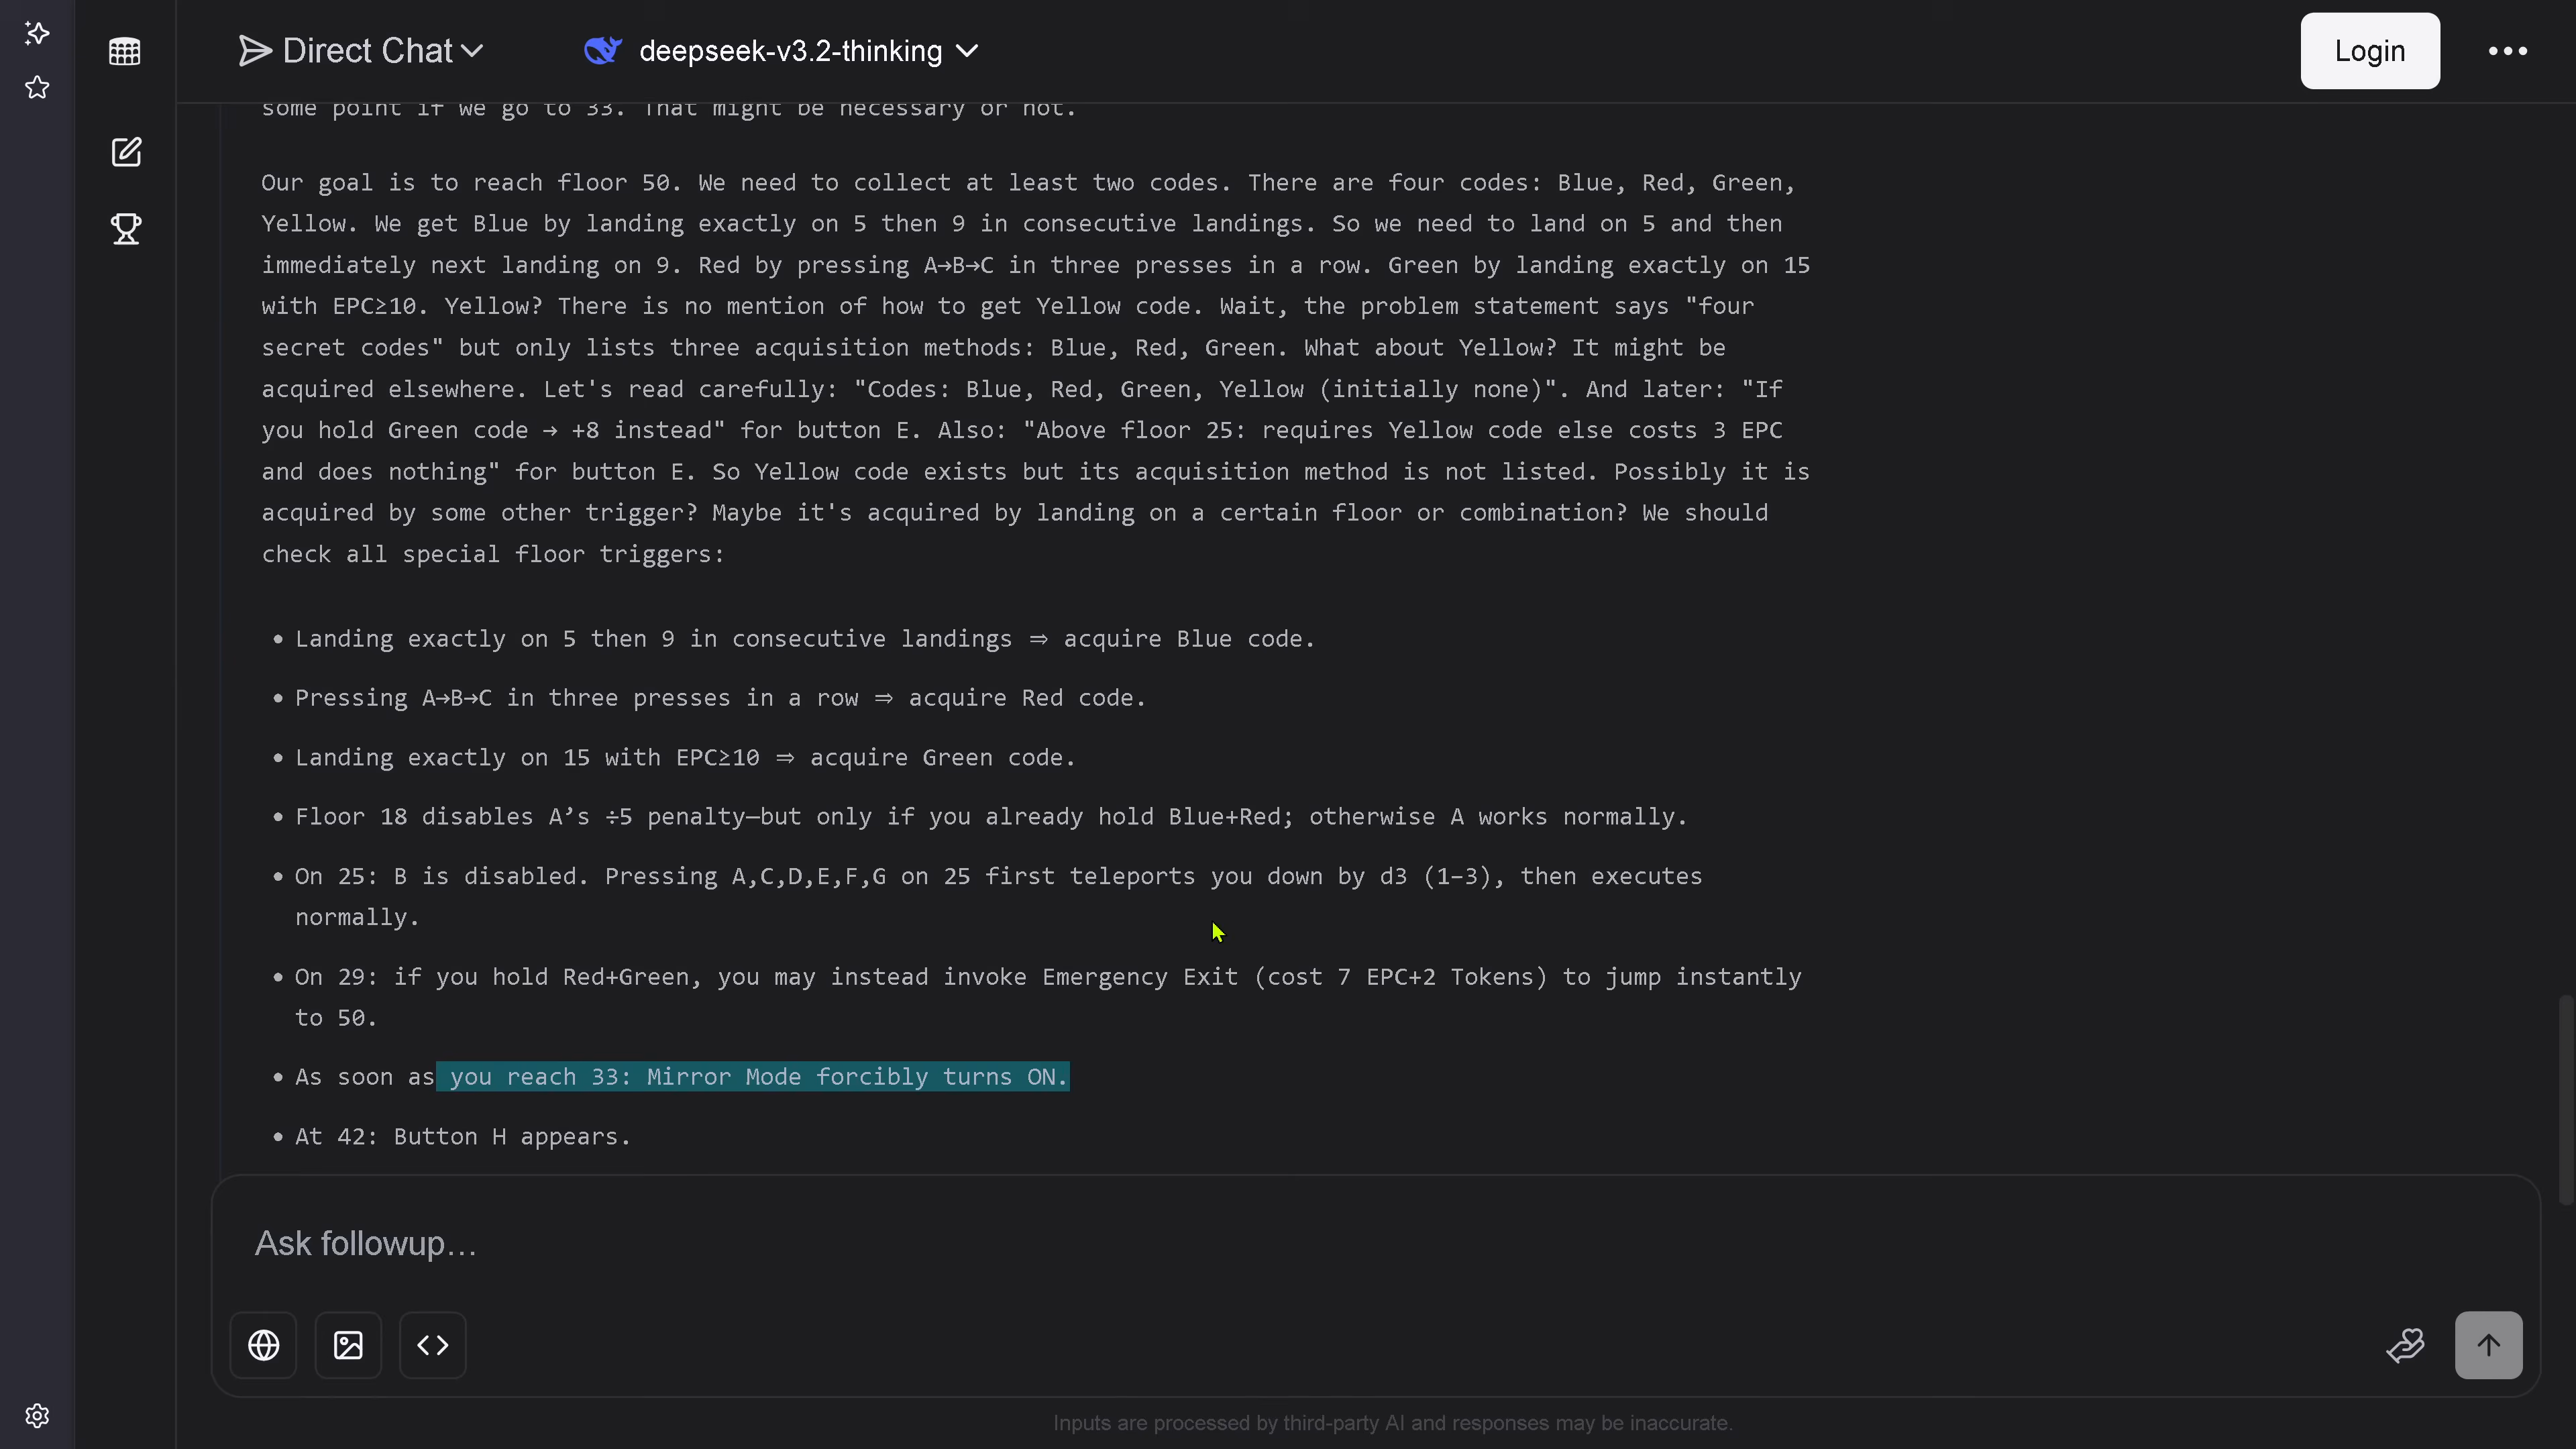 Direct Chat
deepseek-v3.2-thinking
Login
some point if we go to 33. That might be necessary or not.
Our goal is to reach floor 50. We need to collect at least two codes. There are four codes: Blue, Red, Green,
Yellow. We get Blue by landing exactly on 5 then 9 in consecutive landings. So we need to land on 5 and then
immediately next landing on 9. Red by pressing A→B→C in three presses in a row. Green by landing exactly on 15
with EPC≥10. Yellow? There is no mention of how to get Yellow code. Wait, the problem statement says "four
secret codes" but only lists three acquisition methods: Blue, Red, Green. What about Yellow? It might be
acquired elsewhere. Let's read carefully: "Codes: Blue, Red, Green, Yellow (initially none)". And later: "If
you hold Green code → +8 instead" for button E. Also: "Above floor 25: requires Yellow code else costs 3 EPC
and does nothing" for button E. So Yellow code exists but its acquisition method is not listed. Possibly it is
acquired by some other trigger? Maybe it's acquired by landing on a certain floor or combination? We should
check all special floor triggers:
• Landing exactly on 5 then 9 in consecutive landings ⇒ acquire Blue code.
• Pressing A→B→C in three presses in a row ⇒ acquire Red code.
• Landing exactly on 15 with EPC≥10 ⇒ acquire Green code.
• Floor 18 disables A’s ÷5 penalty—but only if you already hold Blue+Red; otherwise A works normally.
• On 25: B is disabled. Pressing A,C,D,E,F,G on 25 first teleports you down by d3 (1–3), then executes
normally.
• On 29: if you hold Red+Green, you may instead invoke Emergency Exit (cost 7 EPC+2 Tokens) to jump instantly
to 50.
• As soon as you reach 33: Mirror Mode forcibly turns ON.
• At 42: Button H appears.
Ask followup…
Inputs are processed by third-party AI and responses may be inaccurate.